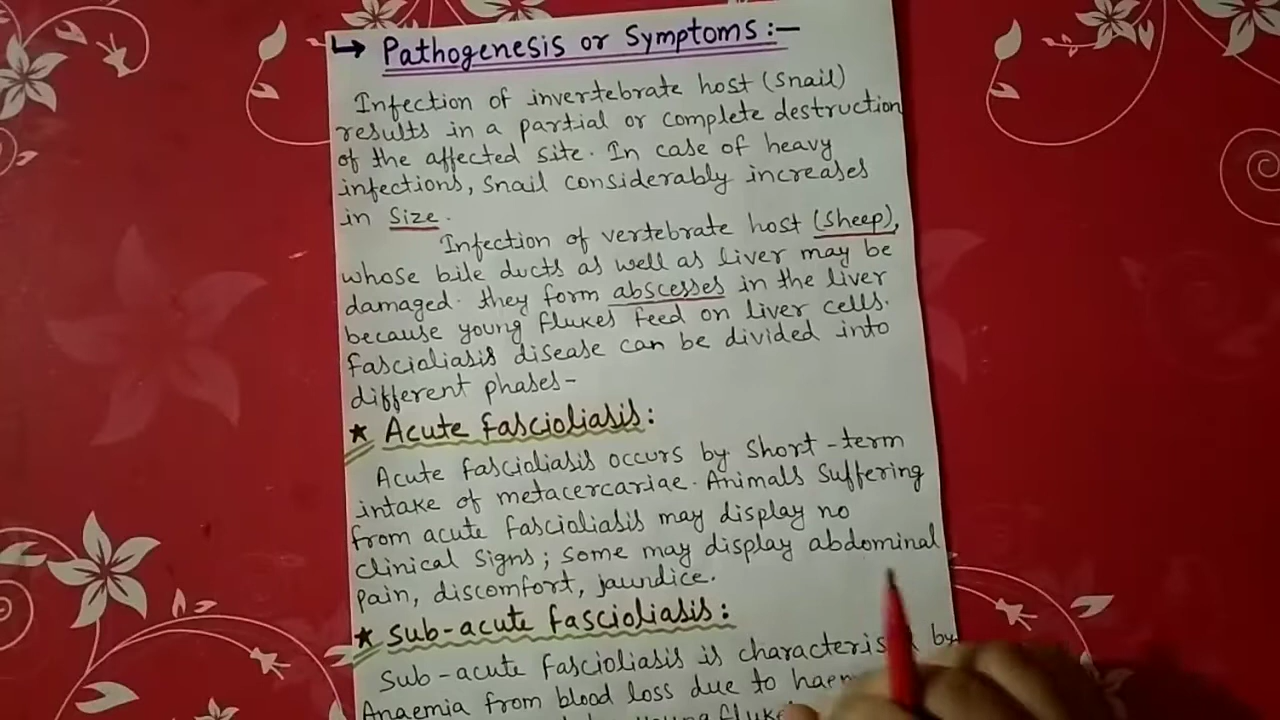 ↳ Pathogenesis or Symptoms :—
Infection of invertebrate host (Snail)
results in a partial or complete destruction
of the affected site. In case of heavy
infections, snail considerably increases
in Size.
Infection of vertebrate host (sheep),
whose bile ducts as well as liver may be
damaged. they form abscesses in the liver
because young flukes feed on liver cells.
fascioliasis disease can be divided into
different phases-
★ Acute fascioliasis:
Acute fascioliasis occurs by Short-term
intake of metacercariae. Animals Suffering
from acute fascioliasis may display no
clinical Signs; some may display abdominal
pain, discomfort, jaundice.
★ Sub-acute fascioliasis:
Sub-acute fascioliasis is by
Anaemia from blood loss due to
young